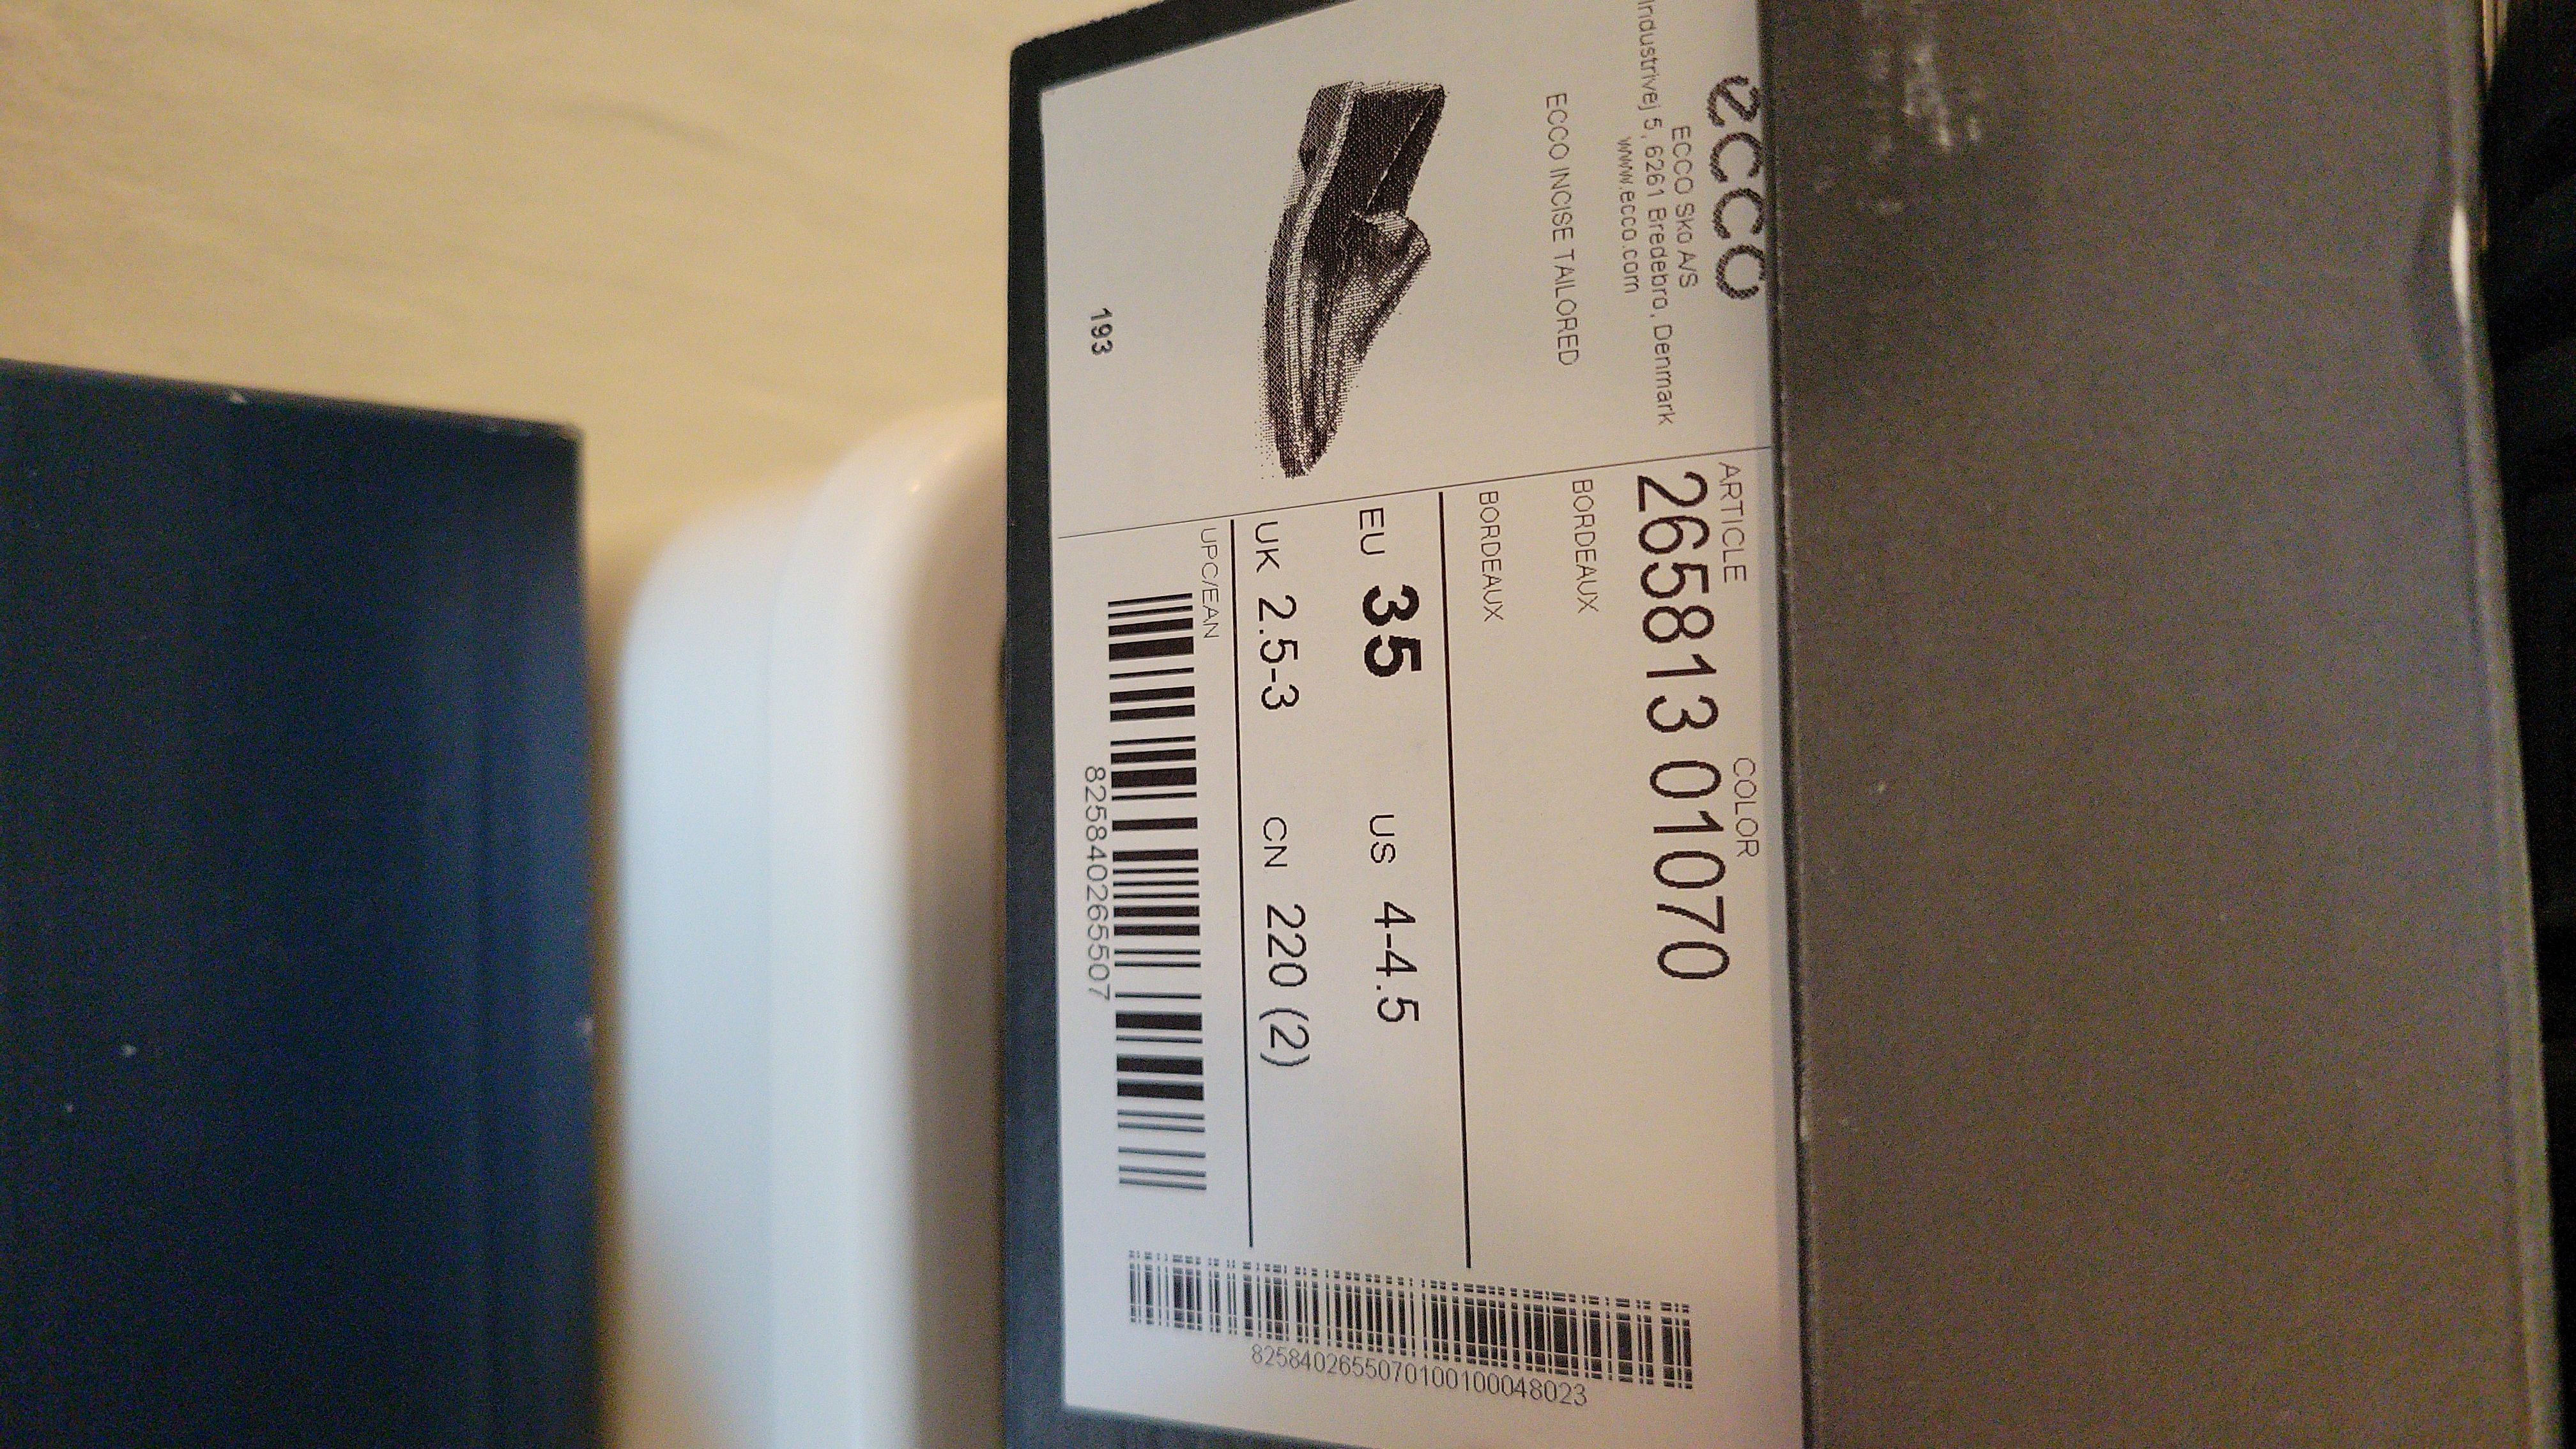 ecco
ECCO Sko A/S
Industrivej 5, 6261 Bredebro, Denmark
www.ecco.com
ECCO INCISE TAILORED
193
ARTICLE COLOR
265813 01070
BORDEAUX
BORDEAUX
EU 35 US 4-4.5
UK 2.5-3 CN 220 (2)
UPC/EAN
825840265507
8258402655070100100048023